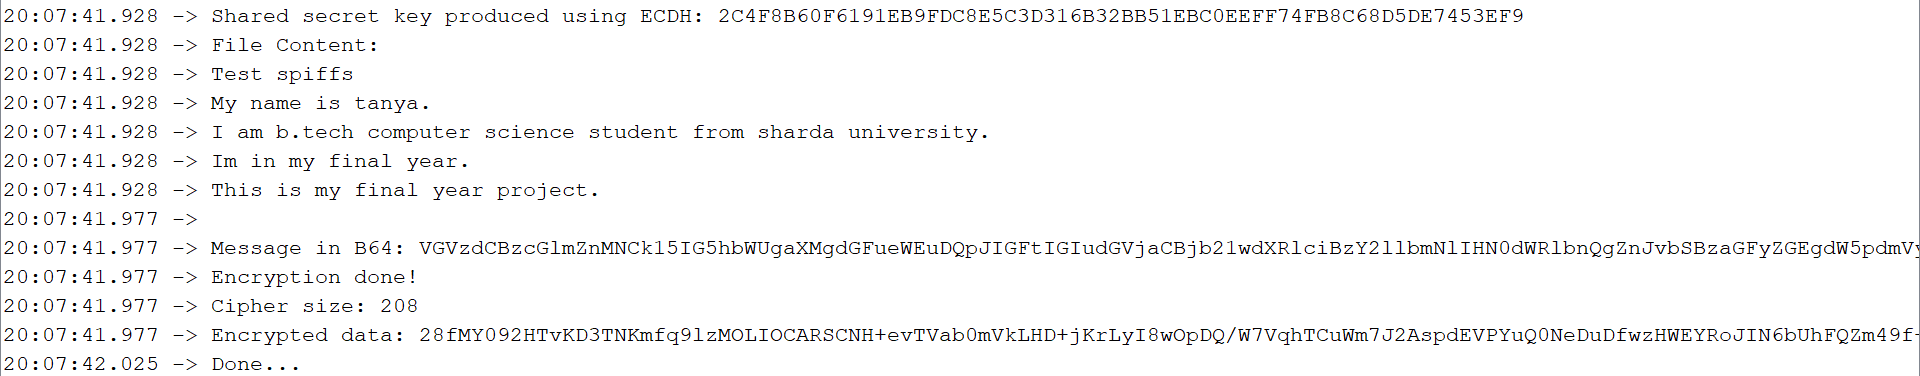 20:07:41.928 -> Shared secret key produced using ECDH: 2C4F8B60F6191EB9FDC8E5C3D316B32BB51EBC0EEFF74FB8C68D5DE7453EF9
20:07:41.928 -> File Content:
20:07:41.928 -> Test spiffs
20:07:41.928 -> My name is tanya.
20:07:41.928 -> I am b.tech computer science student from sharda university.
20:07:41.928 -> Im in my final year.
20:07:41.928 -> This is my final year project.
20:07:41.977 ->
20:07:41.977 -> Message in B64: VGVzdCBzcGlmZnMNCk15IG5hbWUgaXMgdGFueWEuDQpJIGFtIGIudGVjaCBjb21wdXRlciBzY2llbmNlIHN0dWRlbnQgZnJvbSBzaGFyZGEgdW5pdmVy
20:07:41.977 -> Encryption done!
20:07:41.977 -> Cipher size: 208
20:07:41.977 -> Encrypted data: 28fMY092HTvKD3TNKmfq9lzMOLIOCARSCNH+evTVab0mVkLHD+jKrLyI8wOpDQ/W7VqhTCuWm7J2AspdEVPYuQ0NeDuDfwzHWEYRoJIN6bUhFQZm49f
20:07:42.025 -> Done...